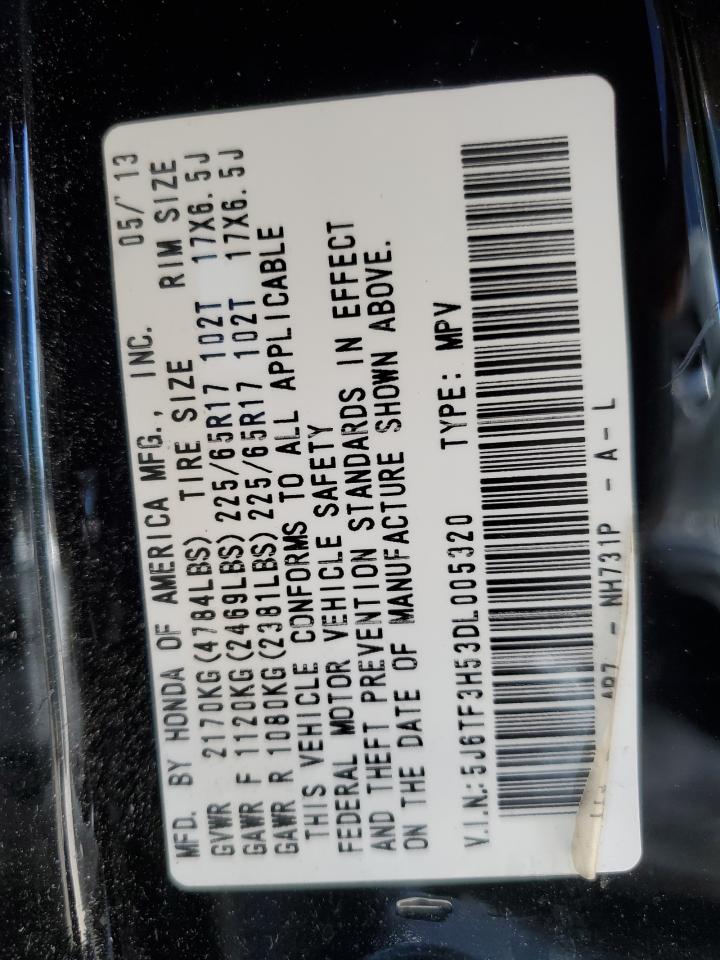 MFD. BY HONDA OF AMERICA MFG., INC. 05/'13
GVWR 2170KG(4784LBS) TIRE SIZE RIM SIZE
GAWR F 1120KG(2469LBS) 225/65R17 102T 17X6.5J
GAWR R 1080KG(2381LBS) 225/65R17 102T 17X6.5J
THIS VEHICLE CONFORMS TO ALL APPLICABLE
FEDERAL MOTOR VEHICLE SAFETY
AND THEFT PREVENTION STANDARDS IN EFFECT
ON THE DATE OF MANUFACTURE SHOWN ABOVE.
V.I.N.:5J6TF3H53DL005320 TYPE: MPV
NH731P - A - L